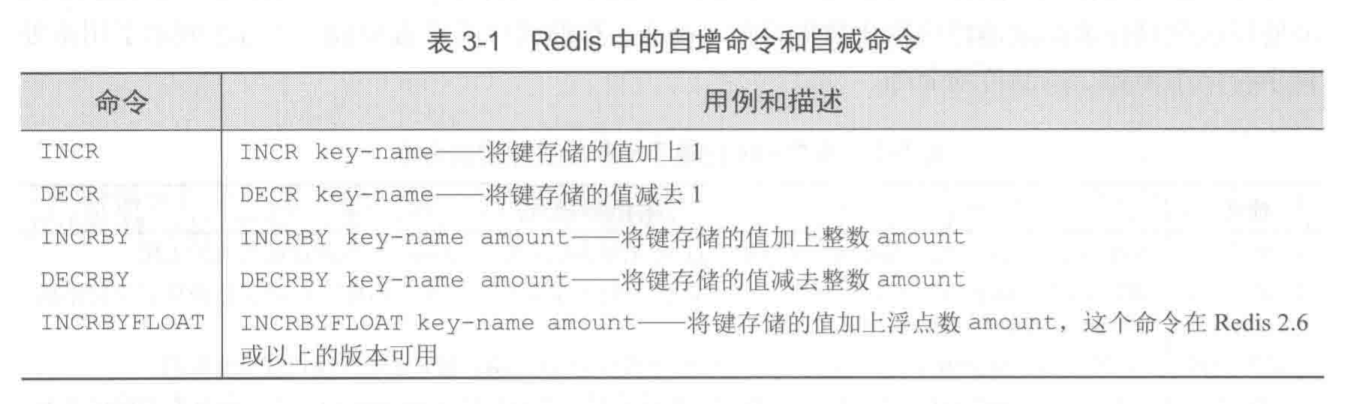 表 3-1 Redis 中的自增命令和自减命令
命令 用例和描述
INCR INCR key-name——将键存储的值加上 1
DECR DECR key-name——将键存储的值减去 1
INCRBY INCRBY key-name amount——将键存储的值加上整数 amount
DECRBY DECRBY key-name amount——将键存储的值减去整数 amount
INCRBYFLOAT INCRBYFLOAT key-name amount——将键存储的值加上浮点数 amount，这个命令在 Redis 2.6
或以上的版本可用